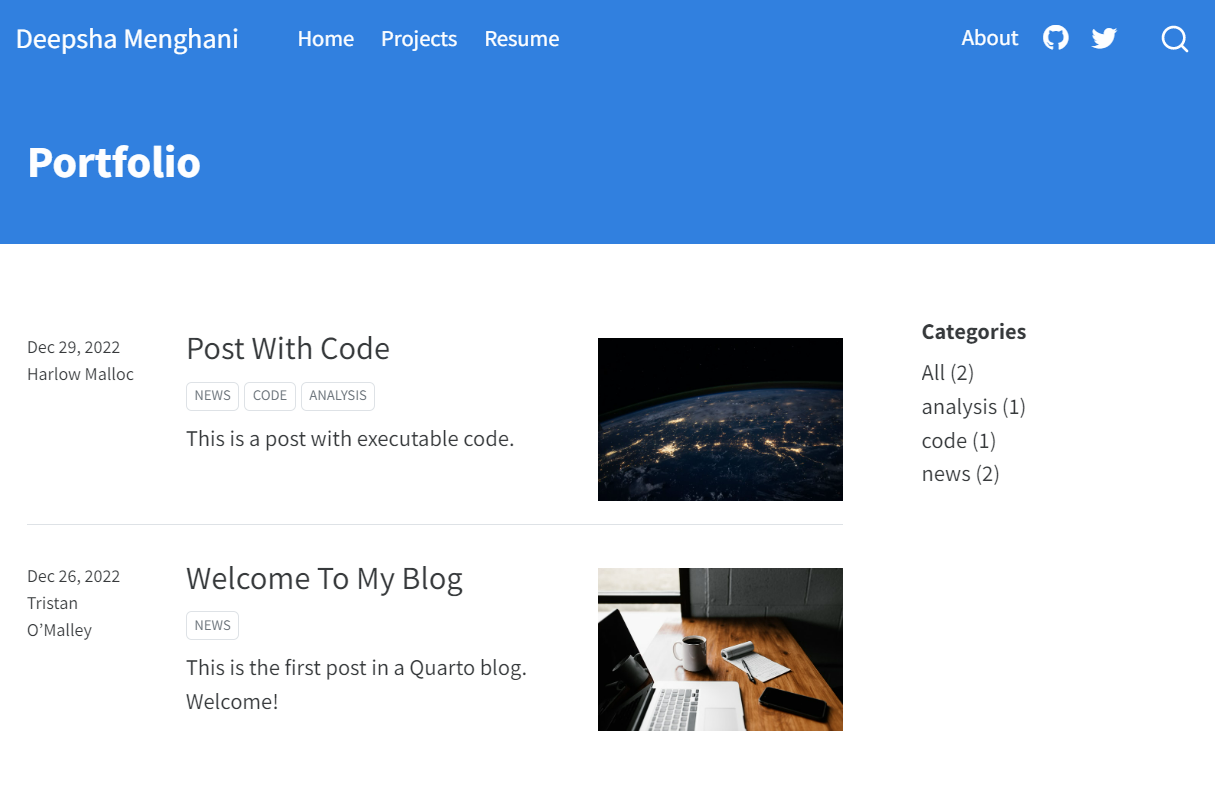 Deepsha Menghani Home Projects Resume About
Portfolio
Dec 29, 2022
Harlow Malloc
Post With Code
NEWS CODE ANALYSIS
This is a post with executable code.
Categories
All (2)
analysis (1)
code (1)
news (2)
Dec 26, 2022
Tristan
O’Malley
Welcome To My Blog
NEWS
This is the first post in a Quarto blog.
Welcome!